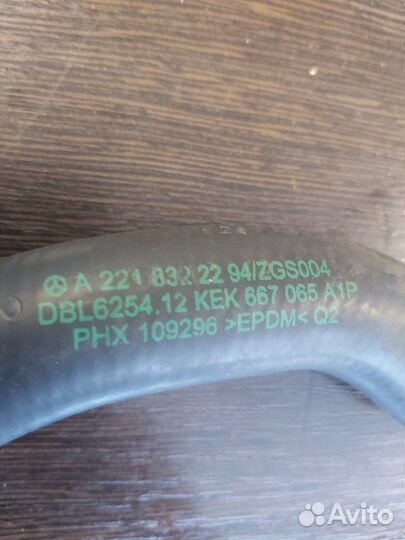 A 221 832 22 94/ZGS004
DBL6254.12 KEK 667 065 A1P
PHX 109296 >EPDM< Q2
Avito